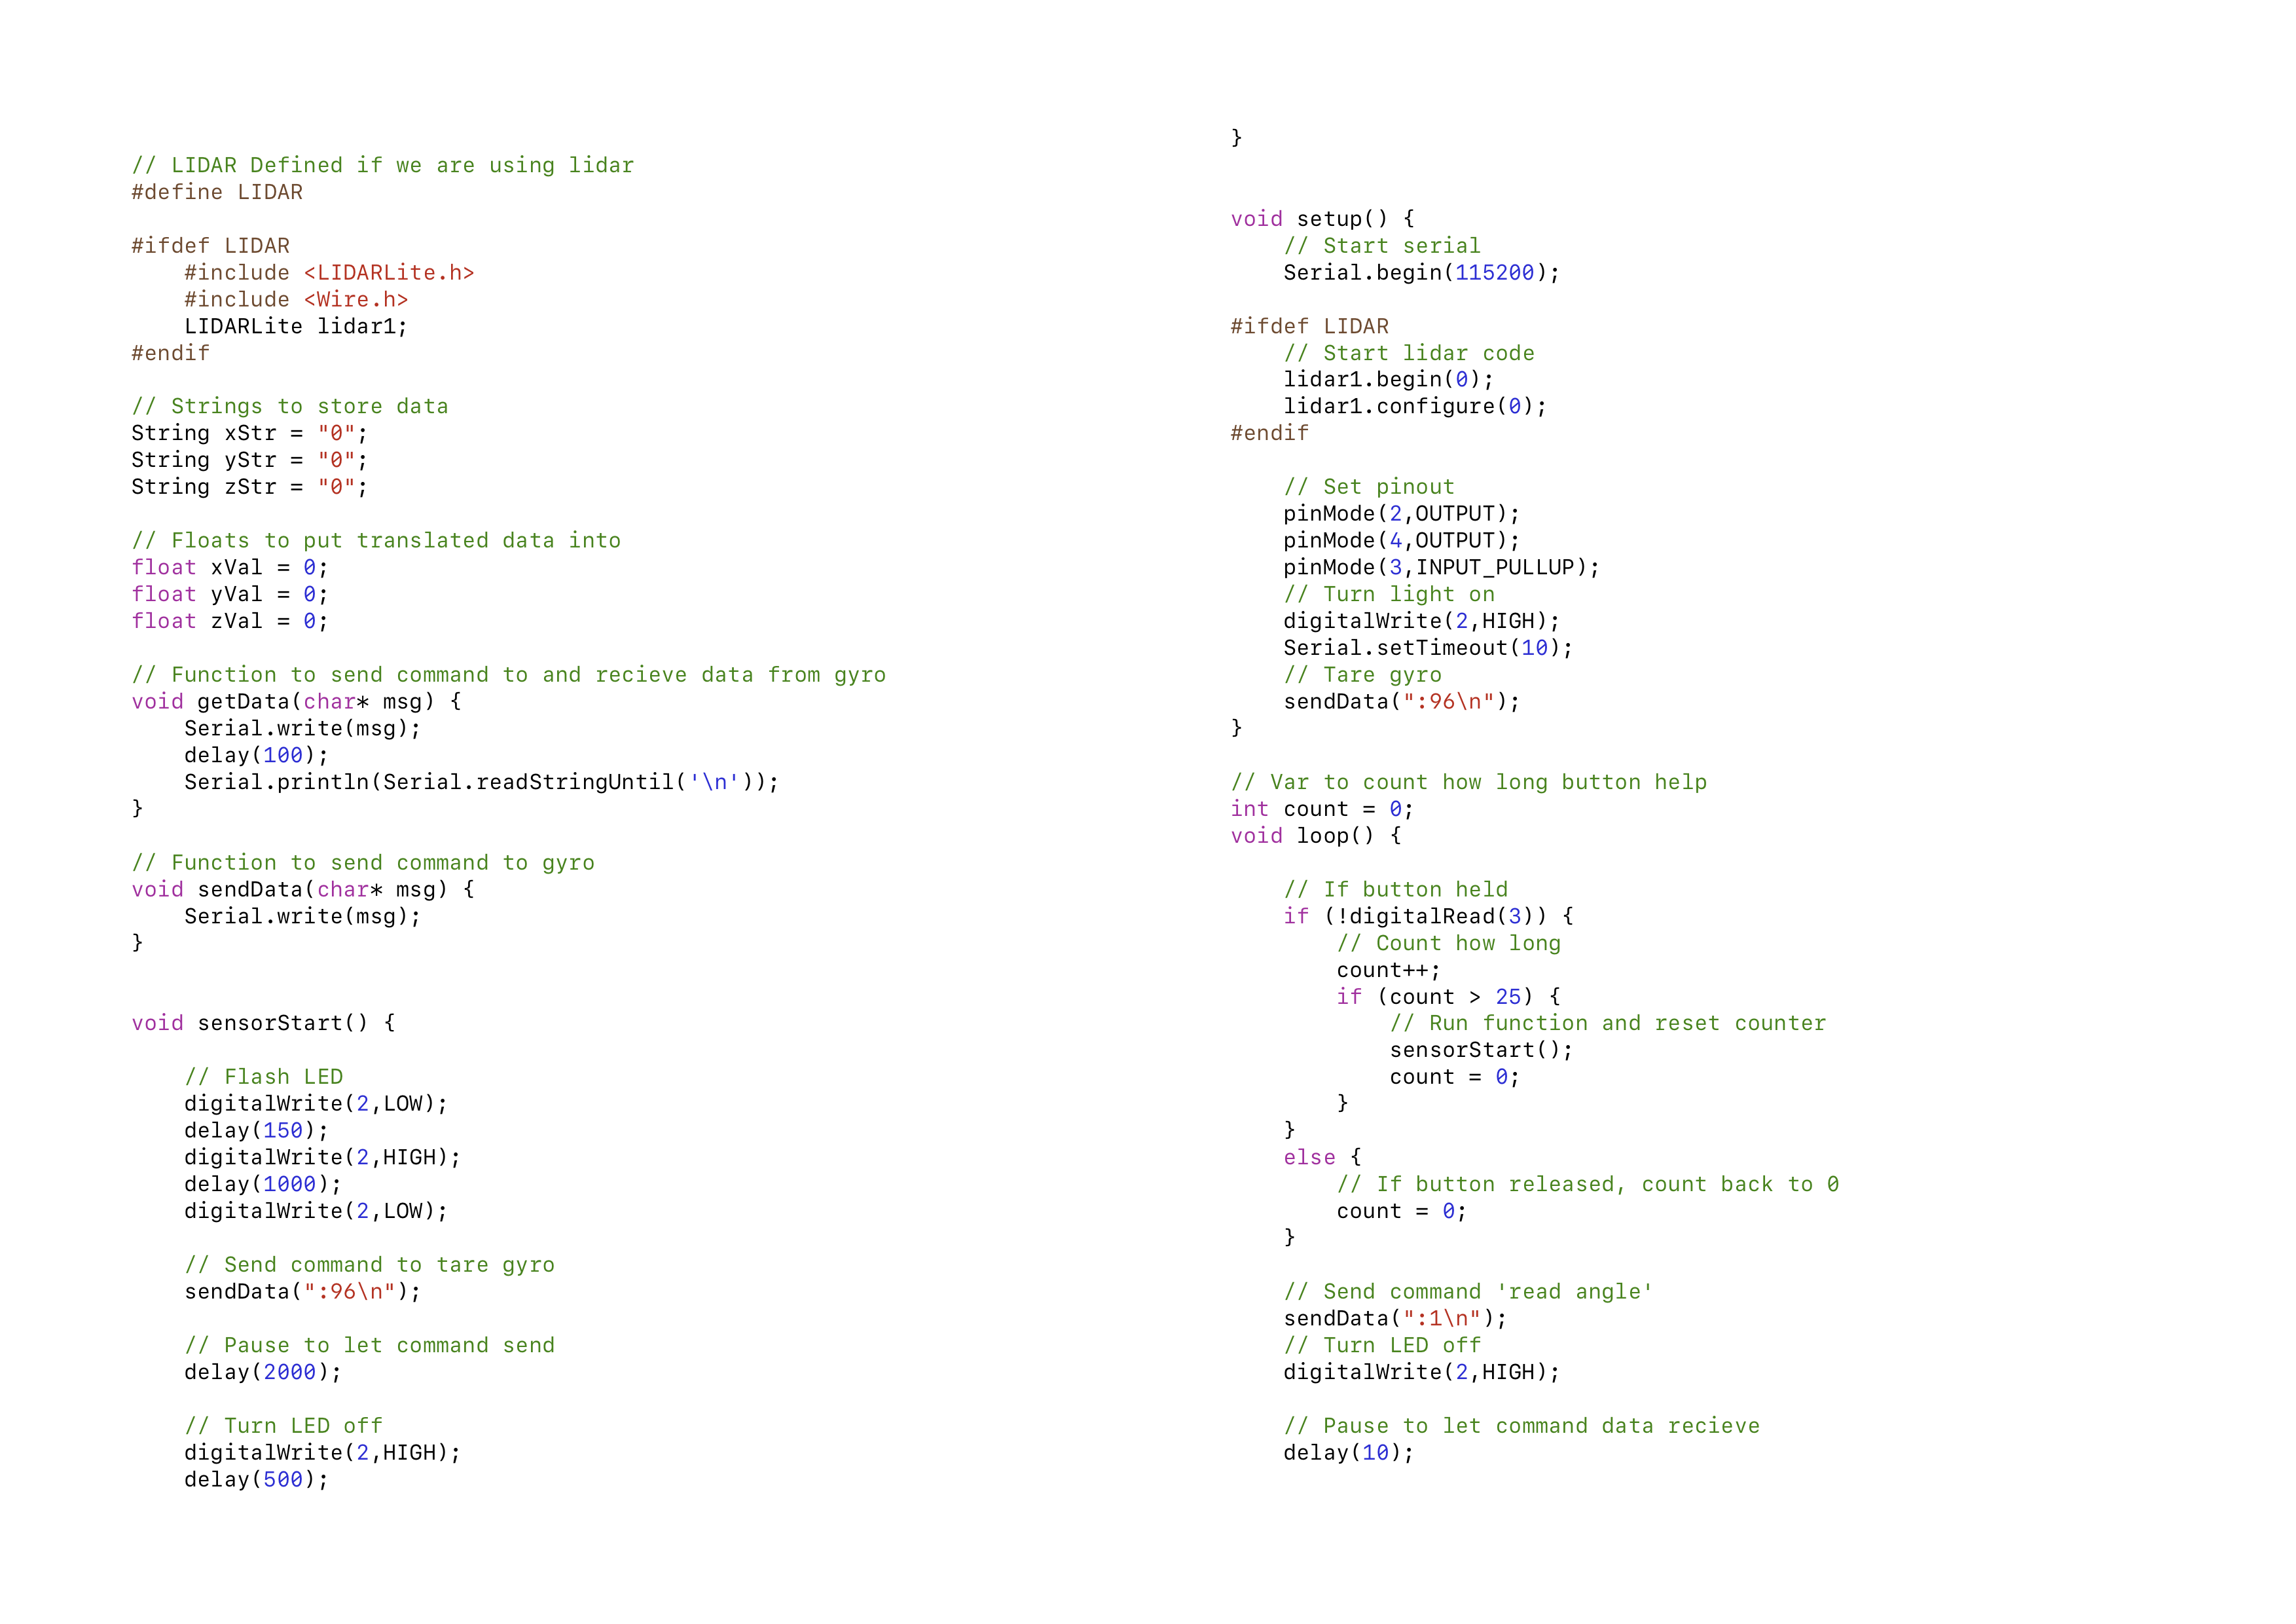 // LIDAR Defined if we are using lidar
#define LIDAR
#ifdef LIDAR
    #include <LIDARLite.h>
    #include <Wire.h>
    LIDARLite lidar1;
#endif
// Strings to store data
String xStr = "0";
String yStr = "0";
String zStr = "0";
// Floats to put translated data into
float xVal = 0;
float yVal = 0;
float zVal = 0;
// Function to send command to and recieve data from gyro
void getData(char* msg) {
    Serial.write(msg);
    delay(100);
    Serial.println(Serial.readStringUntil('\n'));
}
// Function to send command to gyro
void sendData(char* msg) {
    Serial.write(msg);
}
void sensorStart() {
    // Flash LED
    digitalWrite(2,LOW);
    delay(150);
    digitalWrite(2,HIGH);
    delay(1000);
    digitalWrite(2,LOW);
    // Send command to tare gyro
    sendData(":96\n");
    // Pause to let command send
    delay(2000);
    // Turn LED off
    digitalWrite(2,HIGH);
    delay(500);
}
void setup() {
    // Start serial
    Serial.begin(115200);
#ifdef LIDAR
    // Start lidar code
    lidar1.begin(0);
    lidar1.configure(0);
#endif
    // Set pinout
    pinMode(2,OUTPUT);
    pinMode(4,OUTPUT);
    pinMode(3,INPUT_PULLUP);
    // Turn light on
    digitalWrite(2,HIGH);
    Serial.setTimeout(10);
    // Tare gyro
    sendData(":96\n");
}
// Var to count how long button help
int count = 0;
void loop() {
    // If button held
    if (!digitalRead(3)) {
        // Count how long
        count++;
        if (count > 25) {
            // Run function and reset counter
            sensorStart();
            count = 0;
        }
    }
    else {
        // If button released, count back to 0
        count = 0;
    }
    // Send command 'read angle'
    sendData(":1\n");
    // Turn LED off
    digitalWrite(2,HIGH);
    // Pause to let command data recieve
    delay(10);